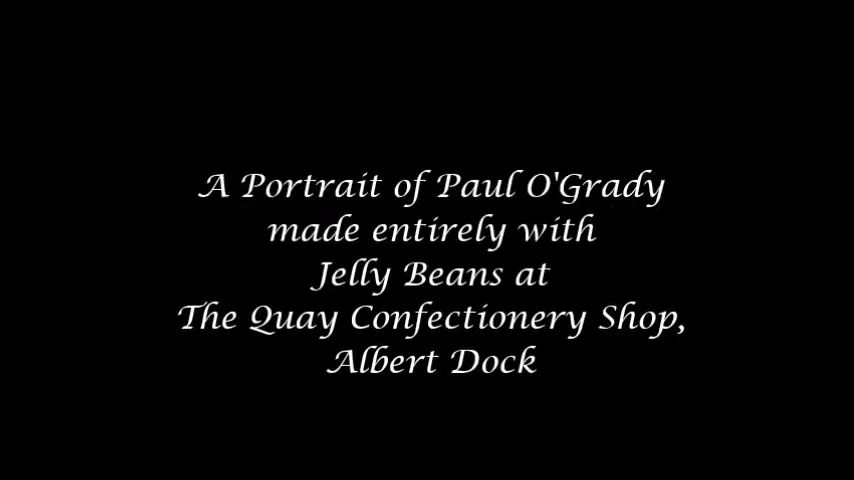 A Portrait of Paul O'Grady
made entirely with
Jelly Beans at
The Quay Confectionery Shop,
Albert Dock